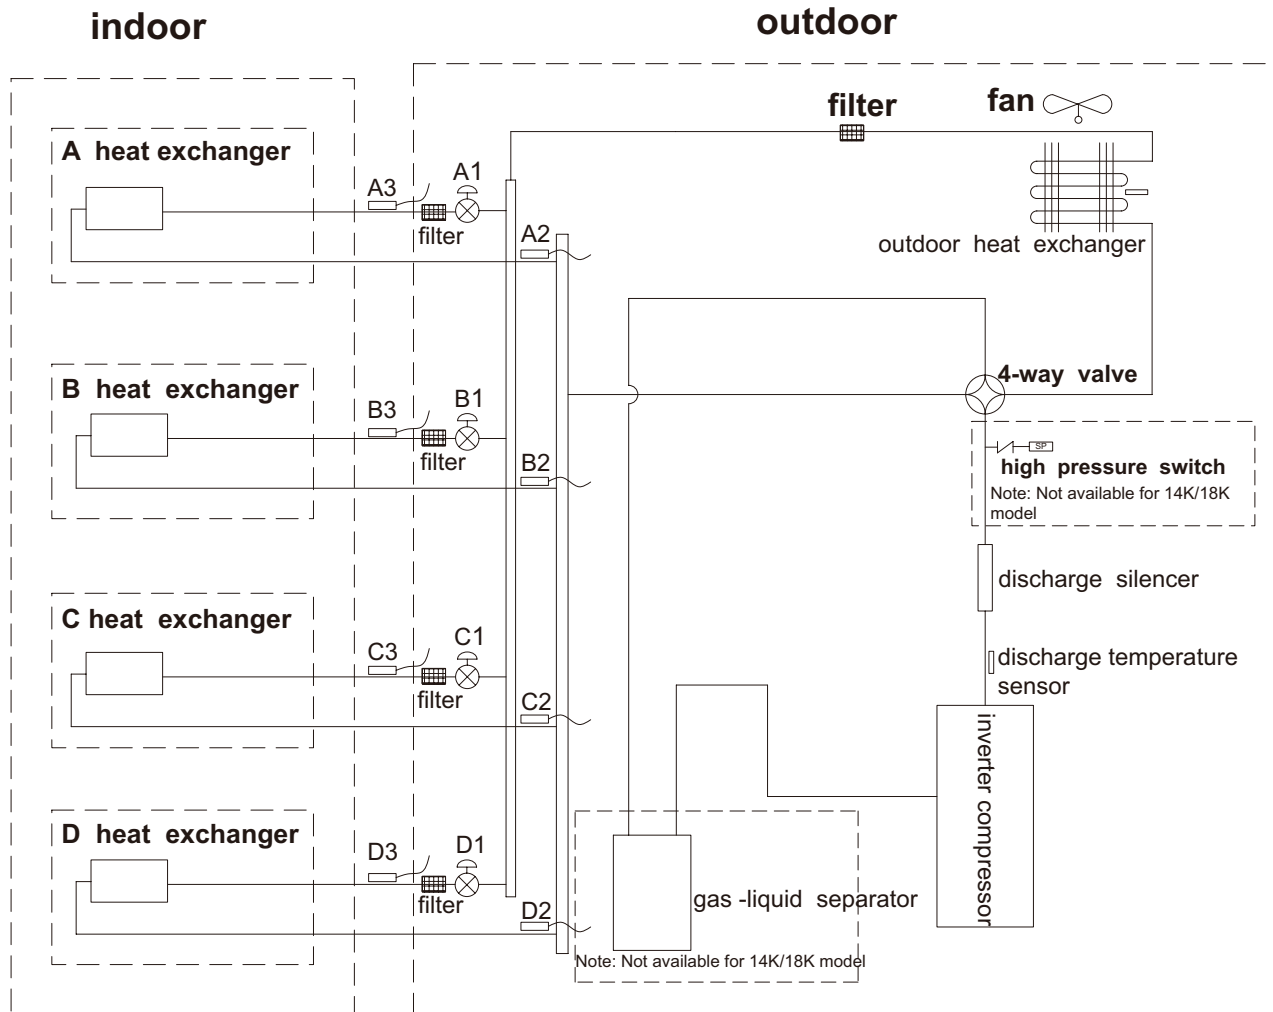 indoor
outdoor
filter
fan
A heat exchanger
A3
A1
filter
A2
outdoor heat exchanger
4-way valve
B heat exchanger
B3
B1
filter
B2
SP
high pressure switch
Note: Not available for 14K/18K
model
discharge silencer
C heat exchanger
C3
C1
filter
C2
discharge temperature
sensor
inverter compressor
D heat exchanger
D3
D1
filter
D2
gas -liquid separator
Note: Not available for 14K/18K model